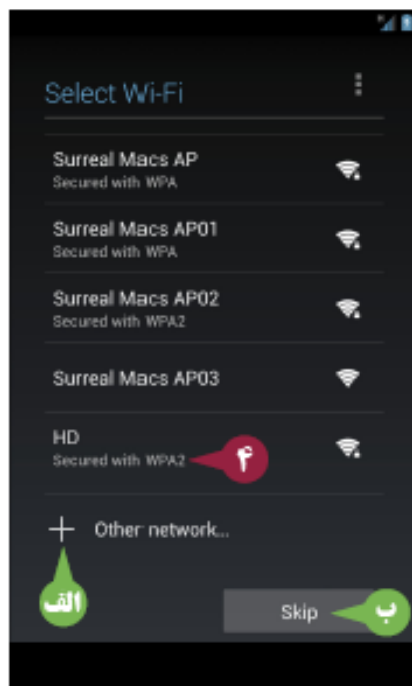 Select Wi-Fi
Surreal Macs AP
Secured with WPA
Surreal Macs AP01
Secured with WPA
Surreal Macs AP02
Secured with WPA2
Surreal Macs AP03
HD
Secured with WPA2
۴
+ Other network...
الف
Skip
ب